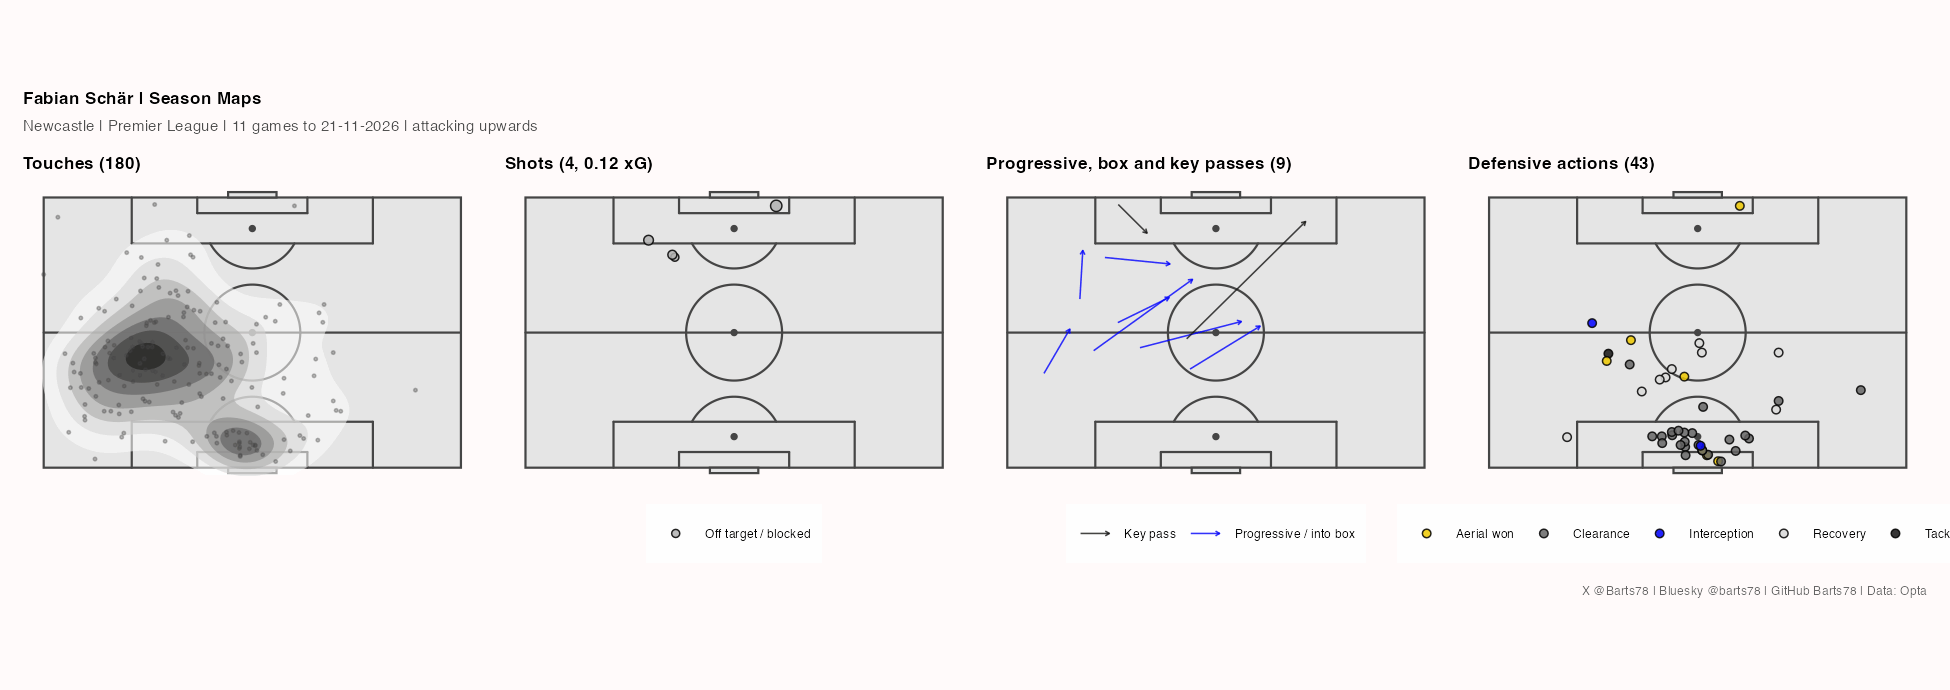 Fabian Schär | Season Maps
Newcastle | Premier League | 11 games to 21-11-2026 | attacking upwards
Touches (180)
Shots (4, 0.12 xG)
Progressive, box and key passes (9)
Defensive actions (43)
Off target / blocked
Key pass
Progressive / into box
Aerial won
Clearance
Interception
Recovery
Tack
X @Barts78 | Bluesky @barts78 | GitHub Barts78 | Data: Opta